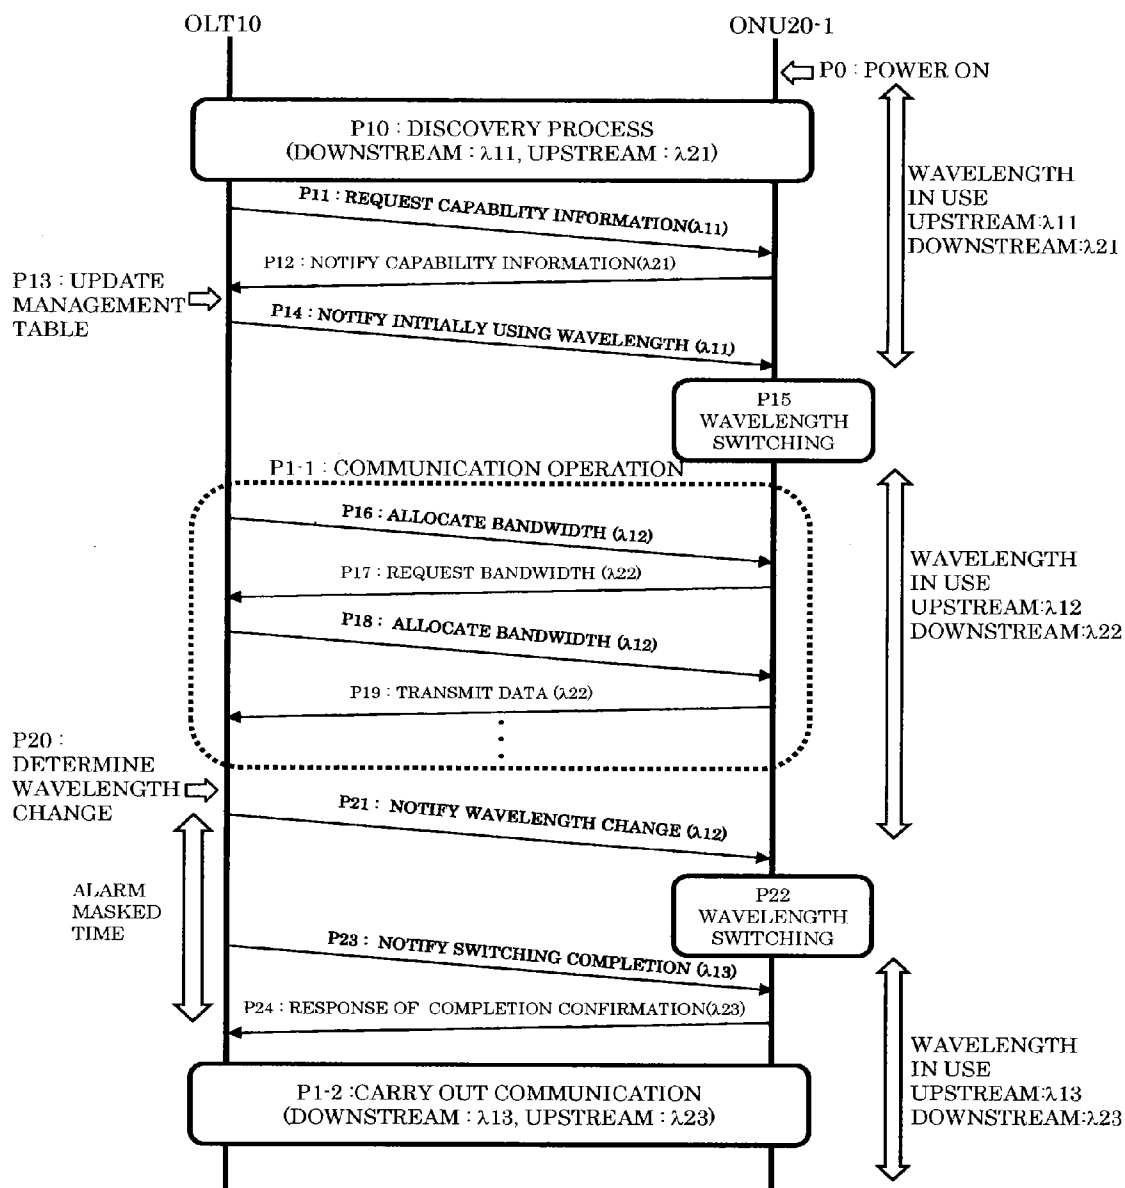 OLT10
ONU20-1
P0 : POWER ON
P10 : DISCOVERY PROCESS
(DOWNSTREAM : λ11, UPSTREAM : λ21)
WAVELENGTH
IN USE
UPSTREAM:λ11
DOWNSTREAM:λ21
P11 : REQUEST CAPABILITY INFORMATION(λ11)
P12 : NOTIFY CAPABILITY INFORMATION(λ21)
P13 : UPDATE
MANAGEMENT
TABLE
P14 : NOTIFY INITIALLY USING WAVELENGTH (λ11)
P15
WAVELENGTH
SWITCHING
P1-1 : COMMUNICATION OPERATION
P16 : ALLOCATE BANDWIDTH (λ12)
P17 : REQUEST BANDWIDTH (λ22)
P18 : ALLOCATE BANDWIDTH (λ12)
P19 : TRANSMIT DATA (λ22)
WAVELENGTH
IN USE
UPSTREAM:λ12
DOWNSTREAM:λ22
P20 :
DETERMINE
WAVELENGTH
CHANGE
P21 : NOTIFY WAVELENGTH CHANGE (λ12)
ALARM
MASKED
TIME
P22
WAVELENGTH
SWITCHING
P23 : NOTIFY SWITCHING COMPLETION (λ13)
P24 : RESPONSE OF COMPLETION CONFIRMATION(λ23)
WAVELENGTH
IN USE
UPSTREAM:λ13
DOWNSTREAM:λ23
P1-2 :CARRY OUT COMMUNICATION
(DOWNSTREAM : λ13, UPSTREAM : λ23)